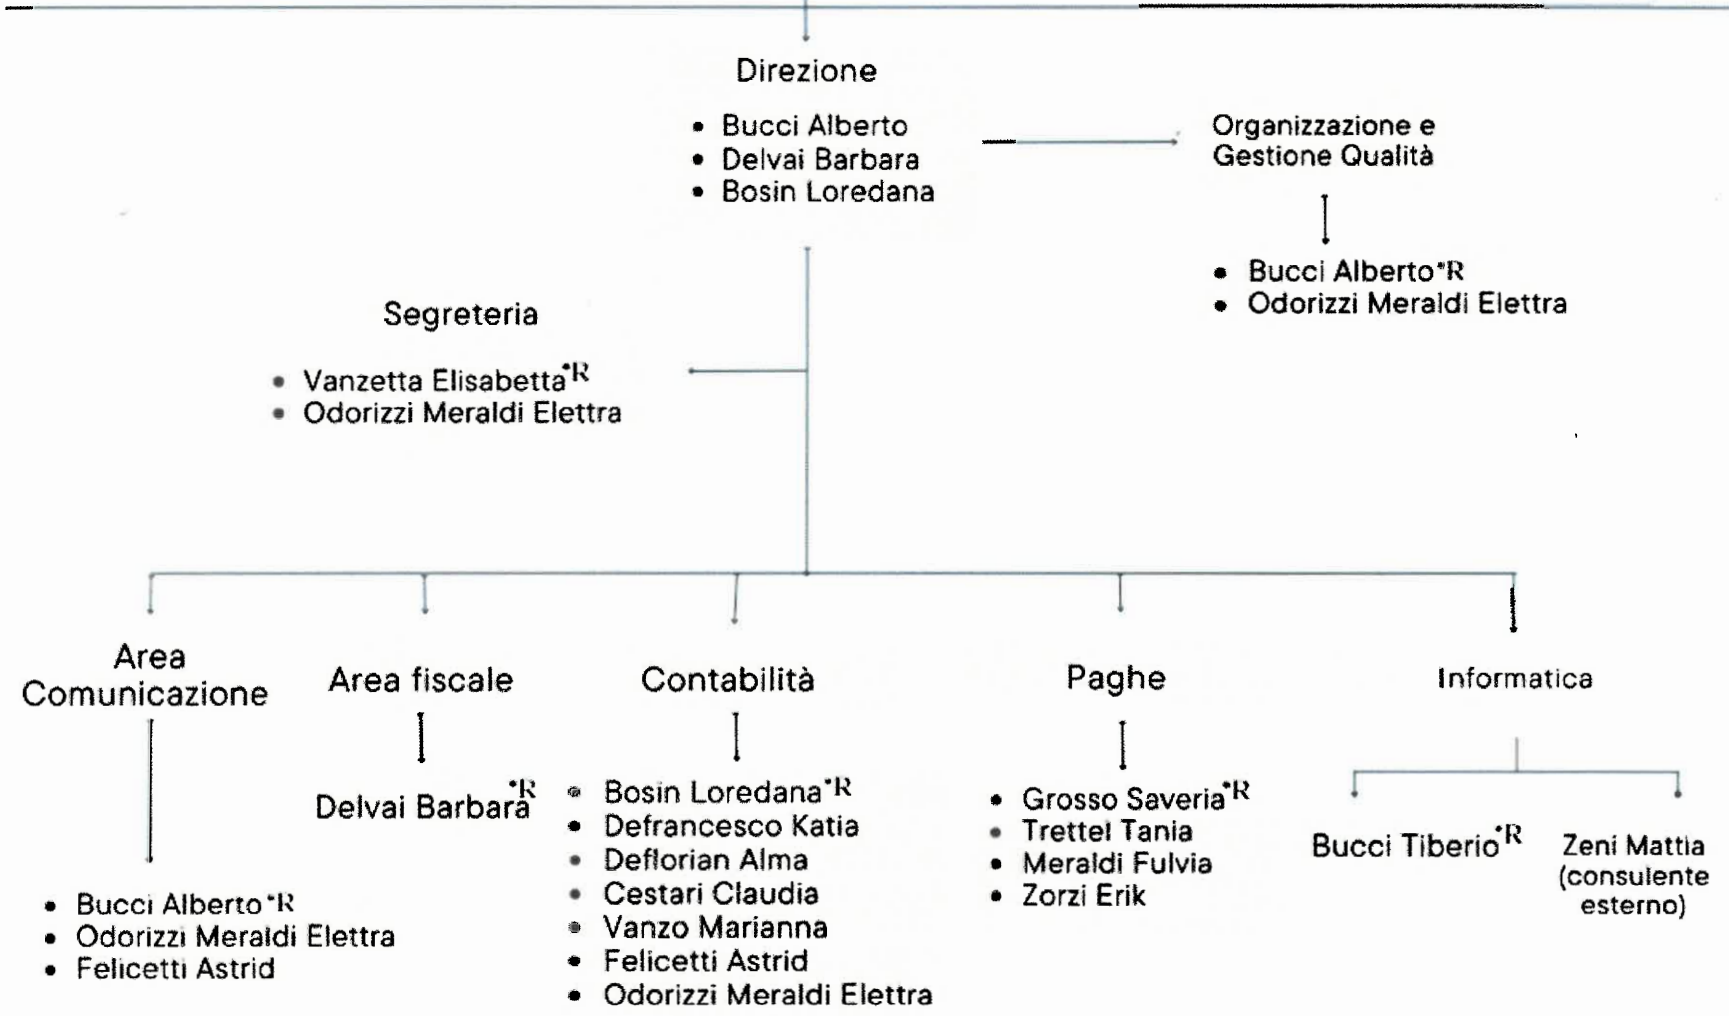 Direzione
• Bucci Alberto
• Delvai Barbara
• Bosin Loredana
Organizzazione e
Gestione Qualità
• Bucci Alberto*R
• Odorizzi Meraldi Elettra
Segreteria
• Vanzetta Elisabetta*R
• Odorizzi Meraldi Elettra
Area
Comunicazione
• Bucci Alberto*R
• Odorizzi Meraldi Elettra
• Felicetti Astrid
Area fiscale
Delvai Barbara*R
Contabilità
• Bosin Loredana*R
• Defrancesco Katia
• Deflorian Alma
• Cestari Claudia
• Vanzo Marianna
• Felicetti Astrid
• Odorizzi Meraldi Elettra
Paghe
• Grosso Saveria*R
• Trettel Tania
• Meraldi Fulvia
• Zorzi Erik
Informatica
Bucci Tiberio*R
Zeni Mattia
(consulente
esterno)